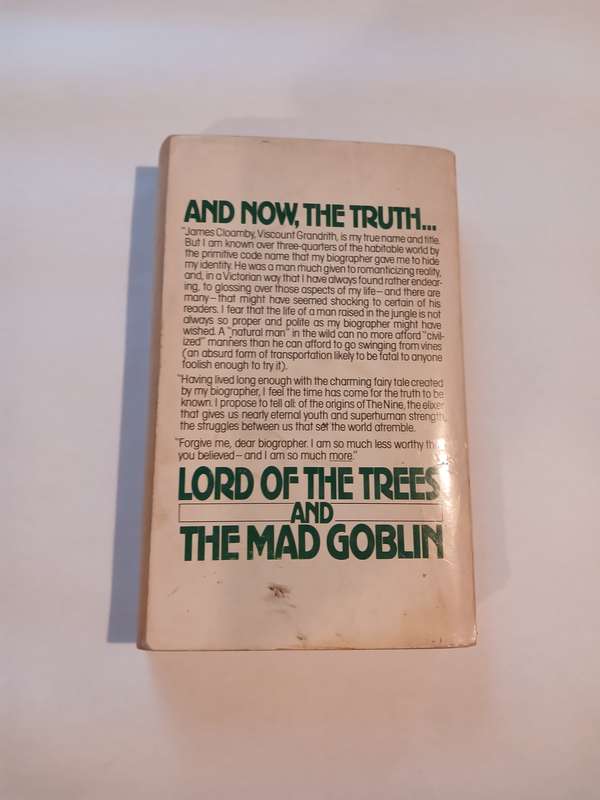 AND NOW, THE TRUTH...
"James Cloamby, Viscount Grandrith, is my true name and title.
But I am known over three-quarters of the habitable world by
the primitive code name that my biographer gave me to hide
my identity. He was a man much given to romanticizing reality,
and, in a Victorian way that I have always found rather endear-
ing, to glossing over those aspects of my life—and there are
many—that might have seemed shocking to certain of his
readers. I fear that the life of a man raised in the jungle is not
always so proper and polite as my biographer might have
wished. A "natural man" in the wild can no more afford "civil-
ized" manners than he can afford to go swinging from vines
(an absurd form of transportation likely to be fatal to anyone
foolish enough to try it).
"Having lived long enough with the charming fairy tale created
by my biographer, I feel the time has come for the truth to be
known. I propose to tell all: of the origins of The Nine, the elixer
that gives us nearly eternal youth and superhuman strength,
the struggles between us that set the world atremble.
"Forgive me, dear biographer. I am so much less worthy
you believed—and I am so much more."
LORD OF THE TREES
AND
THE MAD GOBLIN